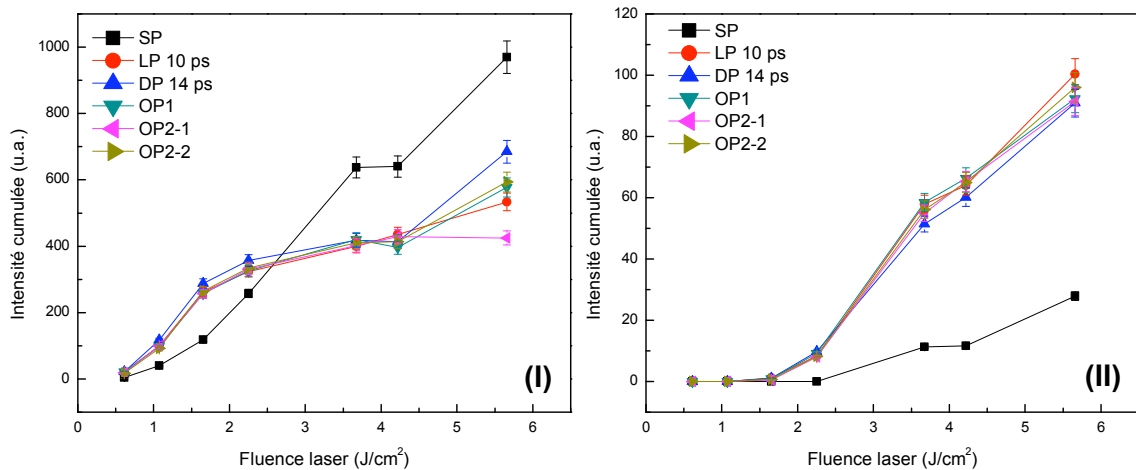 1000
800
600
400
200
0
Intensité cumulée (u.a.)
SP
LP 10 ps
DP 14 ps
OP1
OP2-1
OP2-2
(I)
0 1 2 3 4 5 6
Fluence laser (J/cm²)
120
100
80
60
40
20
0
Intensité cumulée (u.a.)
SP
LP 10 ps
DP 14 ps
OP1
OP2-1
OP2-2
(II)
0 1 2 3 4 5 6
Fluence laser (J/cm²)